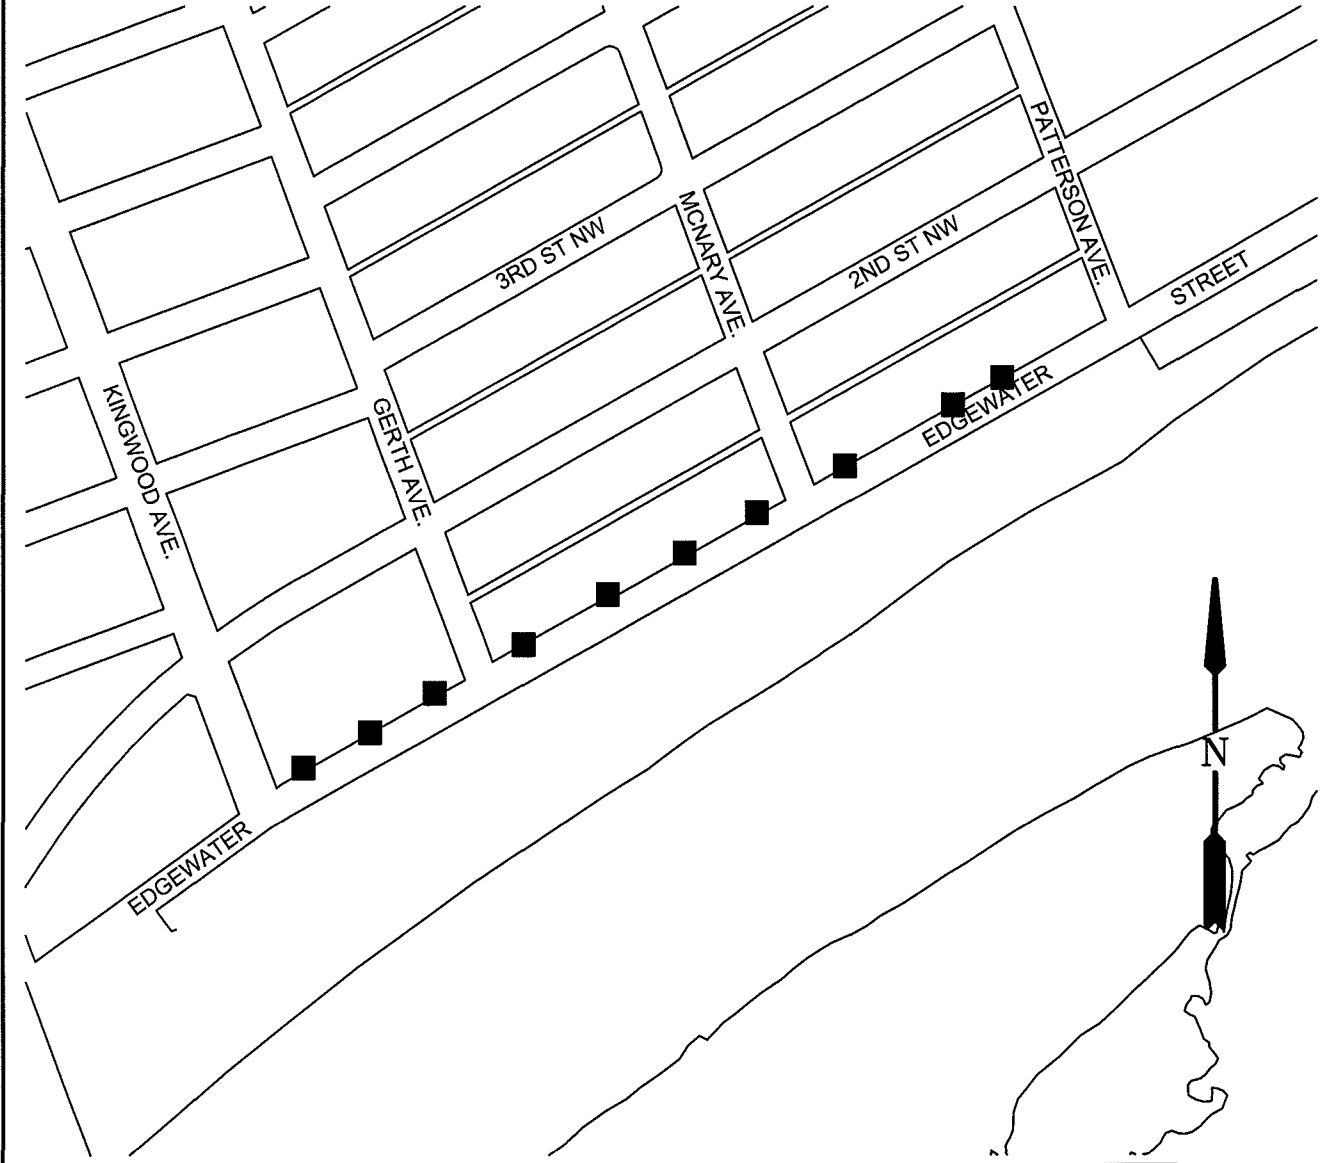 PATTERSON AVE.
MCNARY AVE.
3RD ST NW
2ND ST NW
STREET
EDGEWATER
KINGWOOD AVE.
GERTH AVE.
N
EDGEWATER